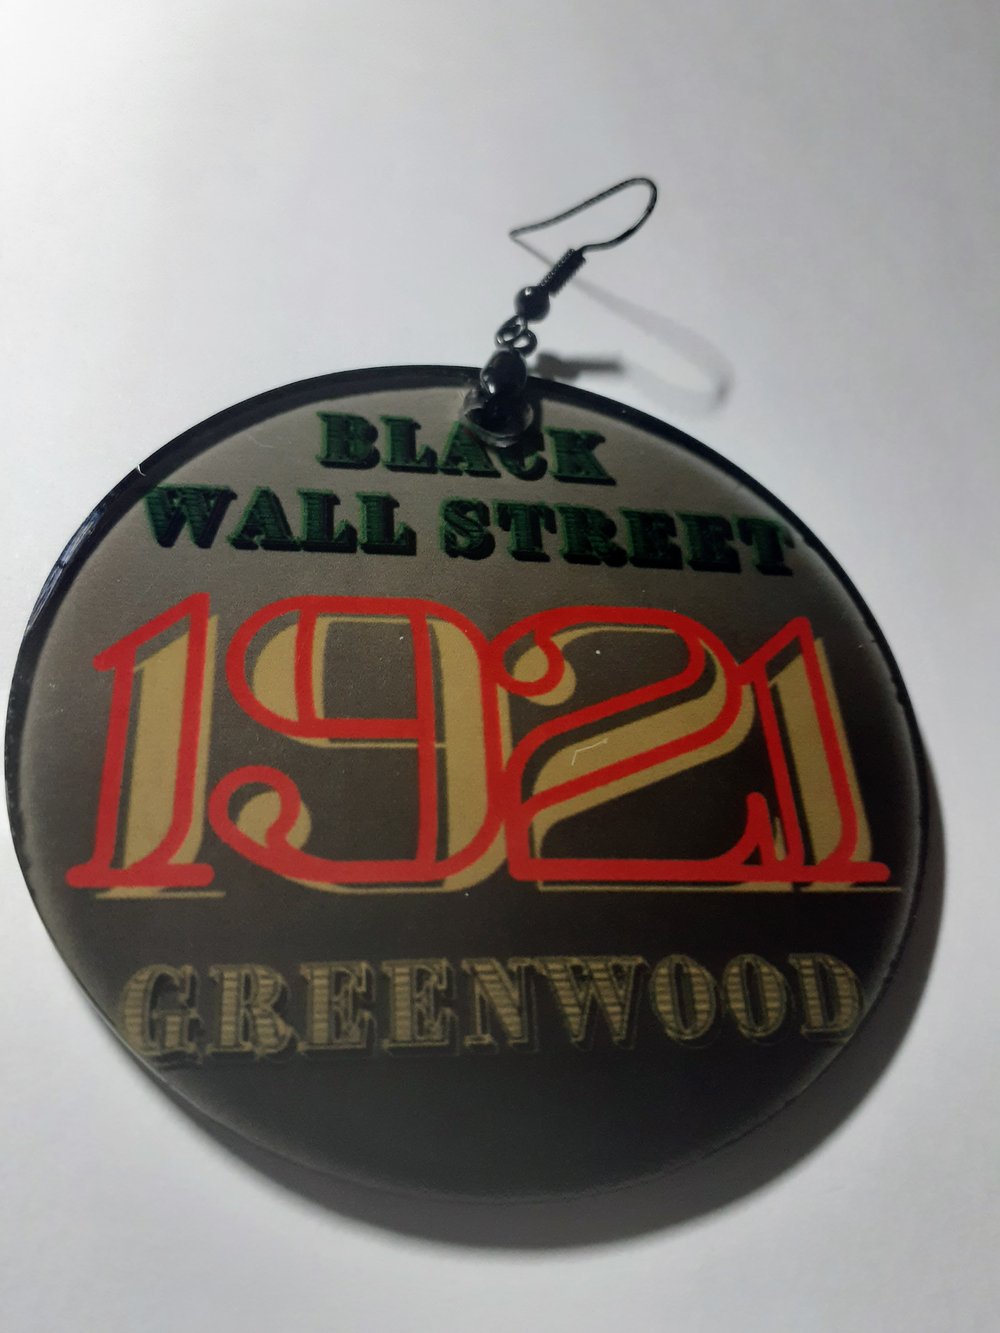 BLACK
WALL STREET
1921
GREENWOOD